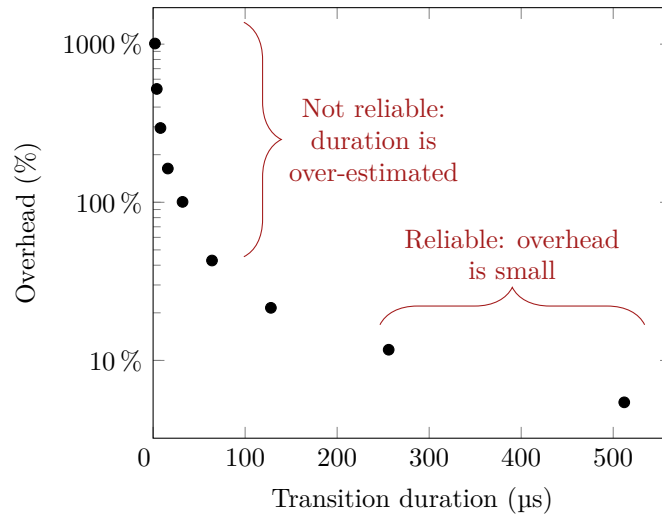 1000 %
100 %
10 %
Overhead (%)
Not reliable:
duration is
over-estimated
Reliable: overhead
is small
0 100 200 300 400 500
Transition duration (µs)